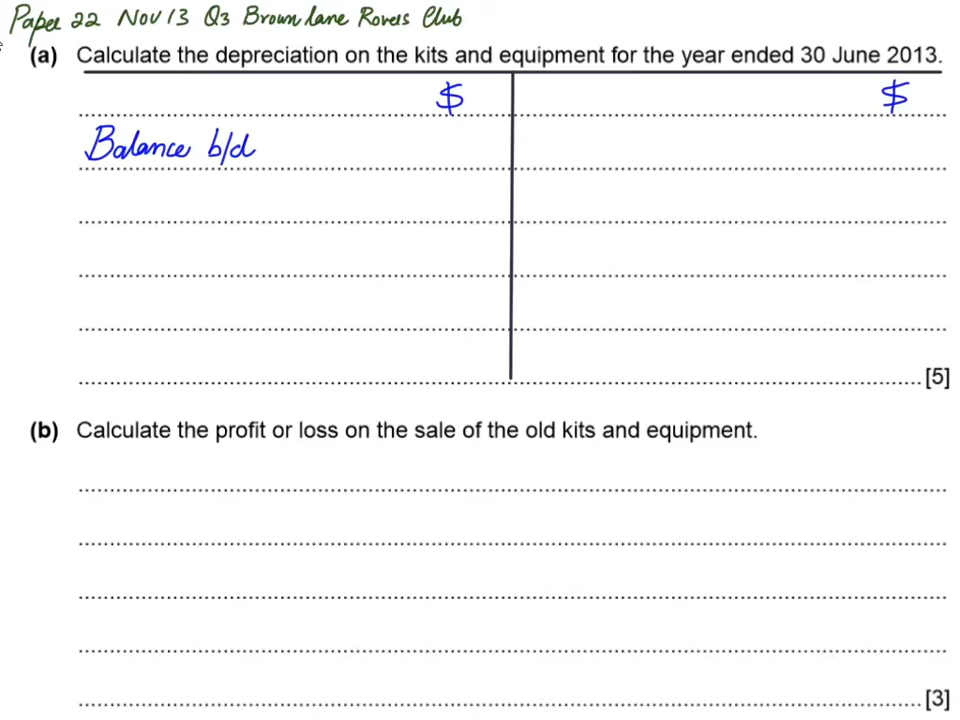 Paper 22 Nov 13 Q3 Brown lane Rovers Club
(a) Calculate the depreciation on the kits and equipment for the year ended 30 June 2013.
$ $
Balance b/d
[5]
(b) Calculate the profit or loss on the sale of the old kits and equipment.
[3]